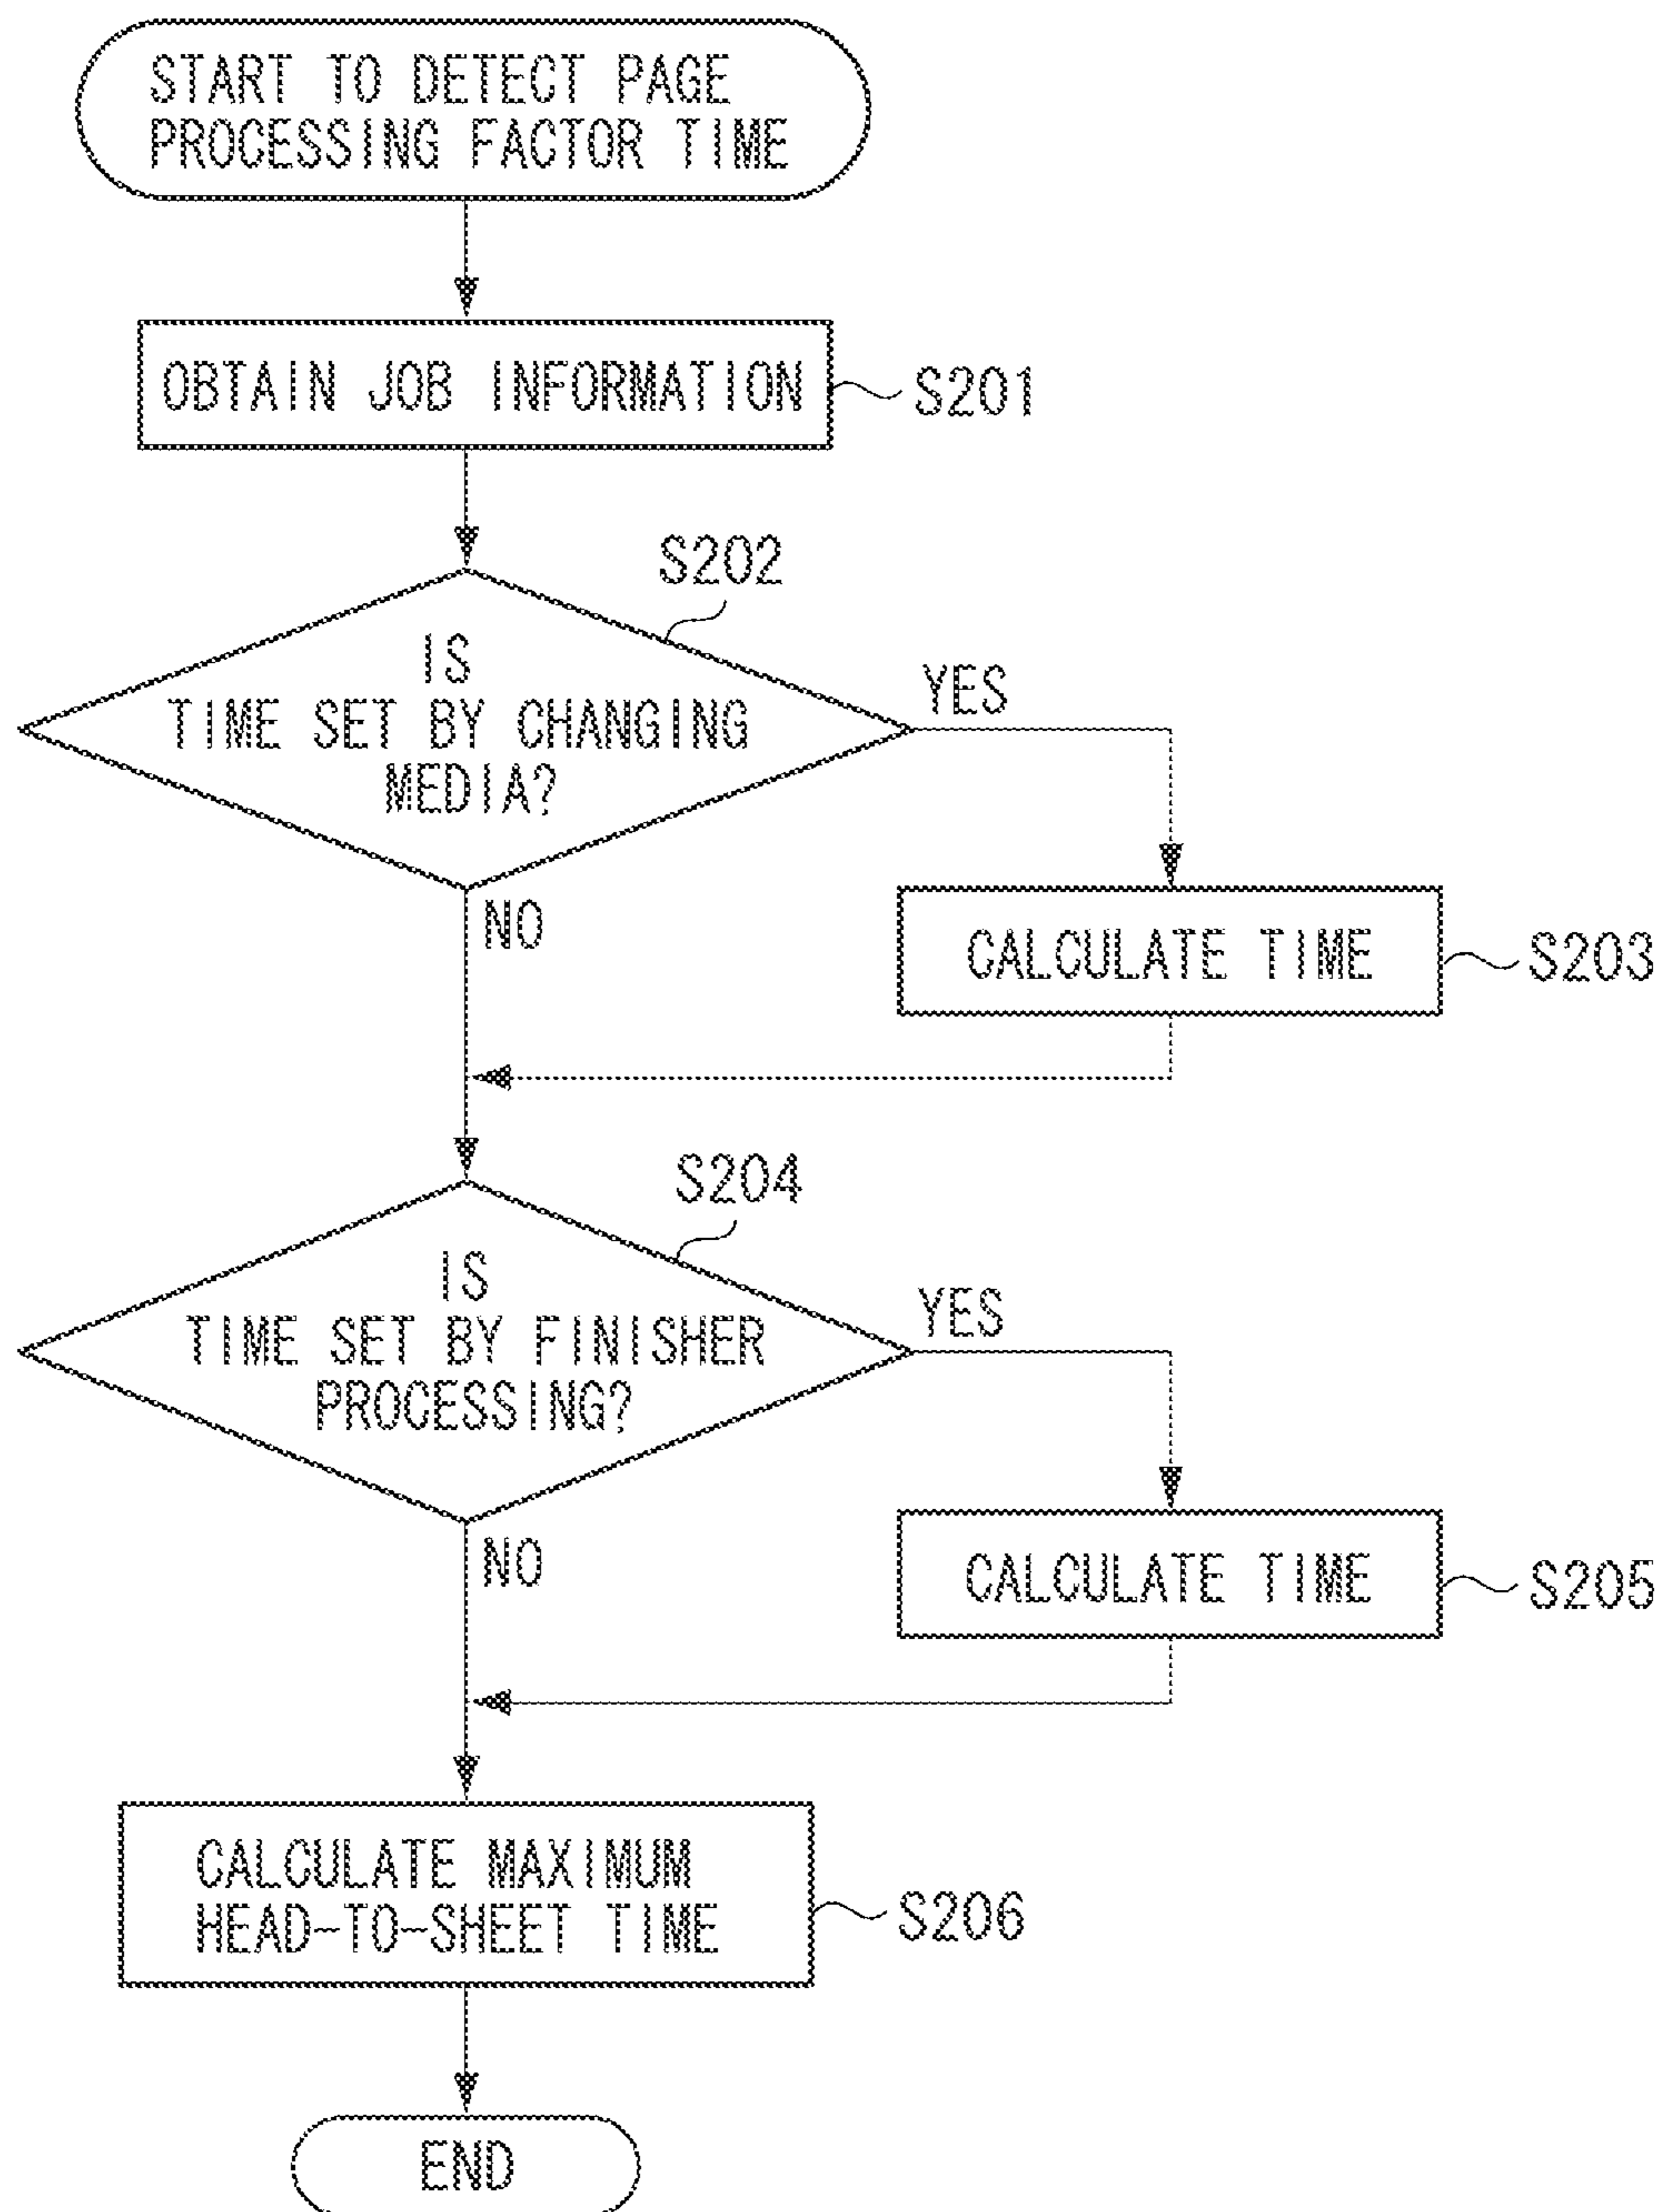 START TO DETECT PAGE
PROCESSING FACTOR TIME
OBTAIN JOB INFORMATION
S201
S202
IS
TIME SET BY CHANGING
MEDIA?
YES
NO
CALCULATE TIME
S203
S204
IS
TIME SET BY FINISHER
PROCESSING?
YES
NO
CALCULATE TIME
S205
CALCULATE MAXIMUM
HEAD-TO-SHEET TIME
S206
END